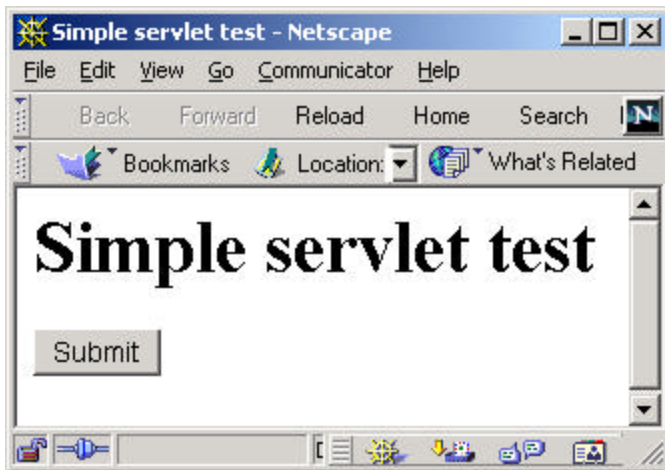 Simple servlet test - Netscape
File Edit View Go Communicator Help
Back Forward Reload Home Search N
Bookmarks Location: What's Related
Simple servlet test
Submit